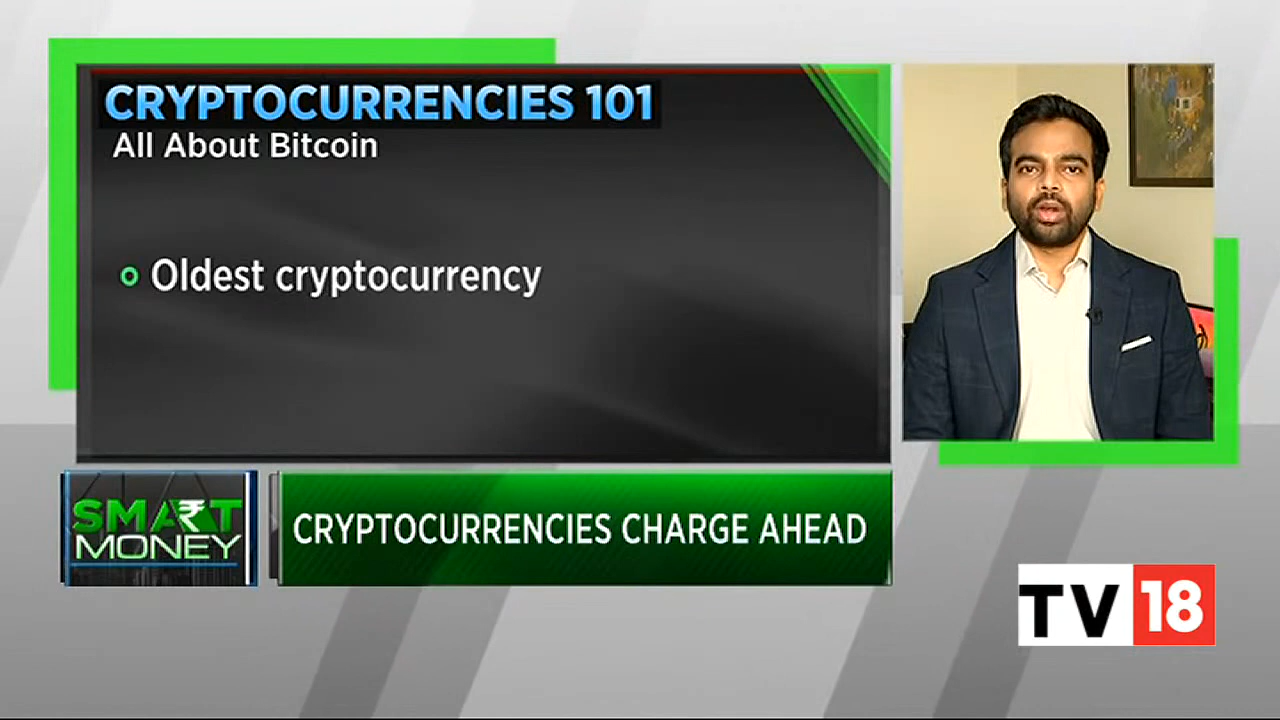 CRYPTOCURRENCIES 101
All About Bitcoin
Oldest cryptocurrency
SMART
MONEY
CRYPTOCURRENCIES CHARGE AHEAD
TV18